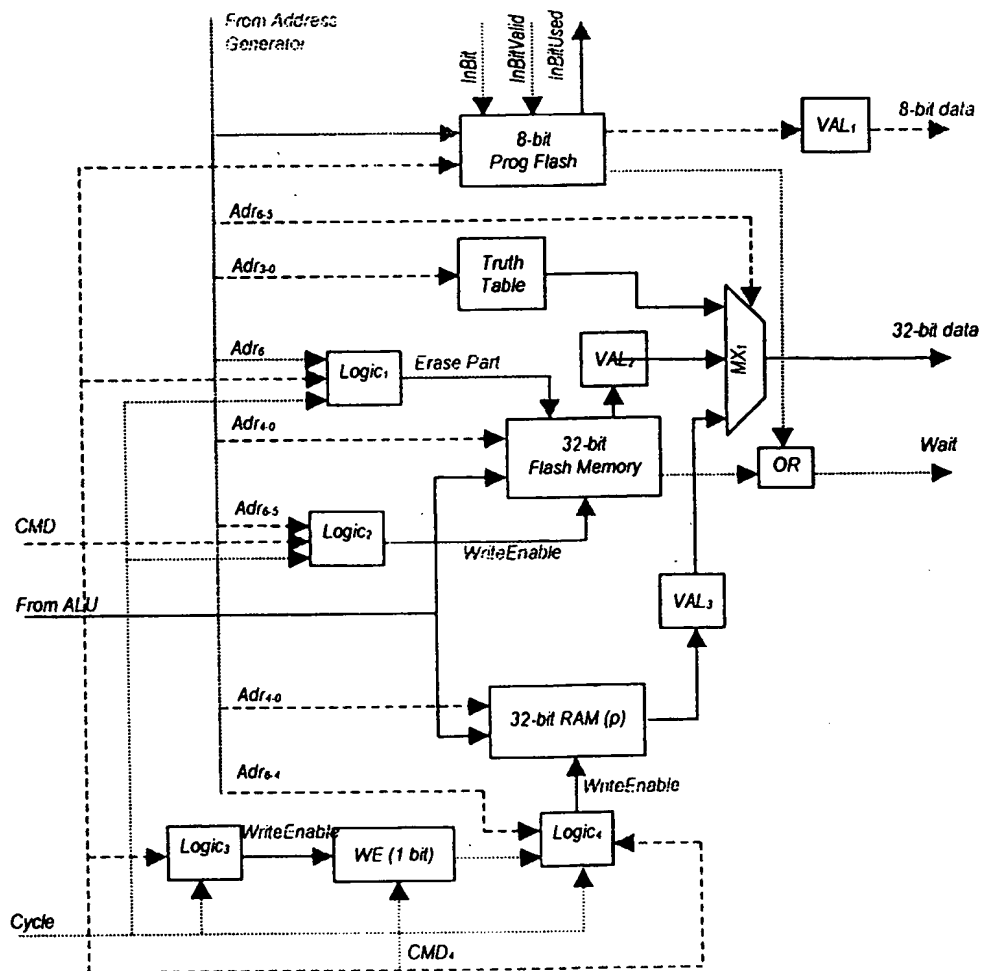 From Address
Generator
InBit
InBitValid
InBitUsed
8-bit
Prog Flash
VAL₁
8-bit data
Adr₆₋₅
Adr₃₋₀
Truth
Table
Adr₆
Logic₁
Erase Part
VAL₂
MX₁
32-bit data
Adr₄₋₀
32-bit
Flash Memory
OR
Wait
Adr₆₋₅
CMD
Logic₂
WriteEnable
From ALU
VAL₃
Adr₄₋₀
32-bit RAM (p)
Adr₆₋₄
WriteEnable
Logic₃
WriteEnable
WE (1 bit)
Logic₄
Cycle
CMD₄